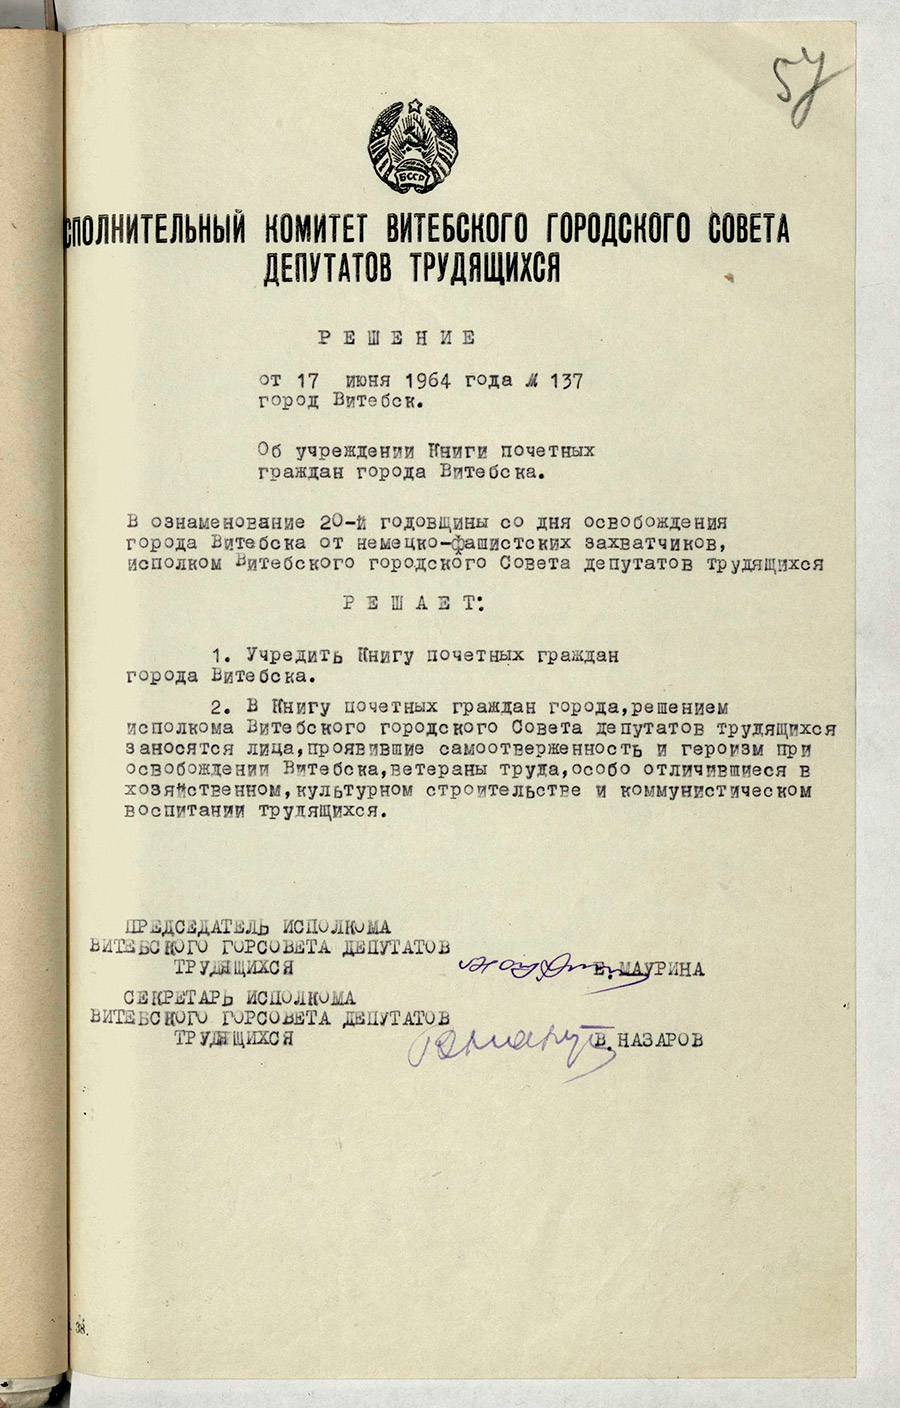 57
БССР
СПОЛНИТЕЛЬНЫЙ КОМИТЕТ ВИТЕБСКОГО ГОРОДСКОГО СОВЕТА
ДЕПУТАТОВ ТРУДЯЩИХСЯ
Р Е Ш Е Н И Е
от 17 июня 1964 года № 137
город Витебск.
Об учреждении Книги почетных
граждан города Витебска.
В ознаменование 20-й годовщины со дня освобождения
города Витебска от немецко-фашистских захватчиков,
исполком Витебского городского Совета депутатов трудящихся
Р Е Ш А Е Т:
1. Учредить Книгу почетных граждан
города Витебска.
2. В Книгу почетных граждан города,решением
исполкома Витебского городского Совета депутатов трудящихся
заносятся лица,проявившие самоотверженность и героизм при
освобождении Витебска,ветераны труда,особо отличившиеся в
хозяйственном,культурном строительстве и коммунистическом
воспитании трудящихся.
ПРЕДСЕДАТЕЛЬ ИСПОЛКОМА
ВИТЕБСКОГО ГОРСОВЕТА ДЕПУТАТОВ
ТРУДЯЩИХСЯ Е. МАУРИНА
СЕКРЕТАРЬ ИСПОЛКОМА
ВИТЕБСКОГО ГОРСОВЕТА ДЕПУТАТОВ
ТРУДЯЩИХСЯ В. НАЗАРОВ
38.